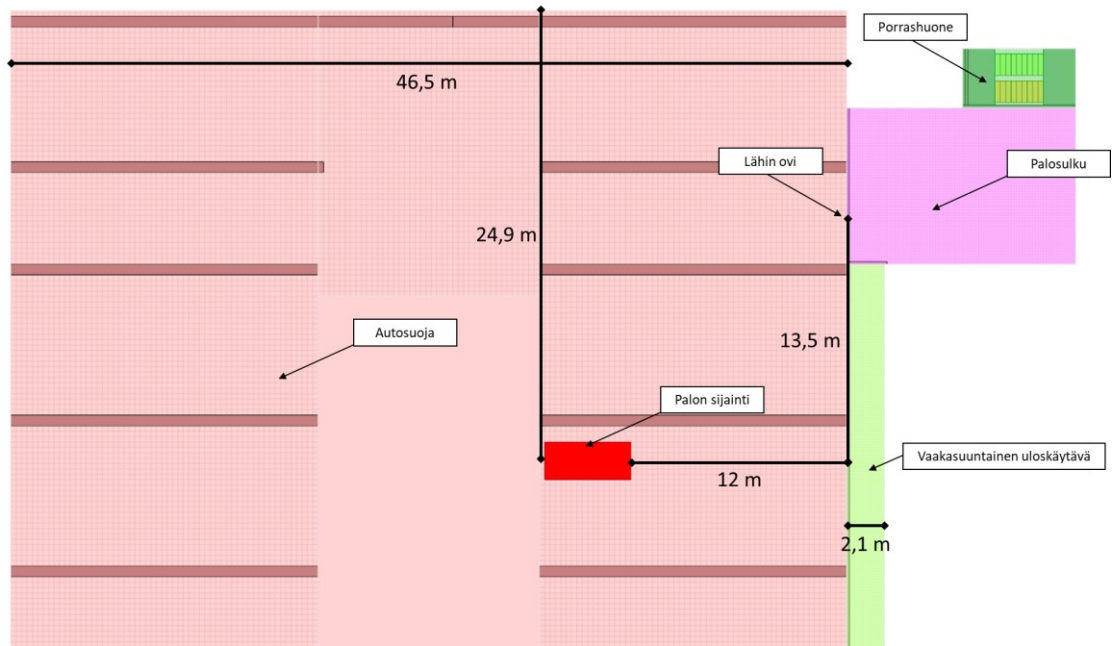 Porrashuone
46,5 m
Lähin ovi
Palosulku
24,9 m
Autosuoja
13,5 m
Palon sijainti
Vaakasuuntainen uloskäytävä
12 m
2,1 m